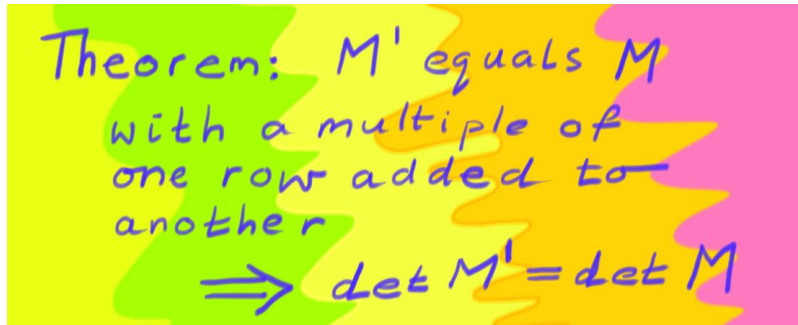 Theorem: M' equals M
with a multiple of
one row added to
another
⟹ det M' = det M